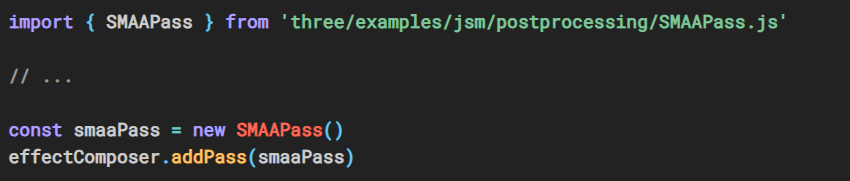 import { SMAAPass } from 'three/examples/jsm/postprocessing/SMAAPass.js'
// ...
const smaaPass = new SMAAPass()
effectComposer.addPass(smaaPass)